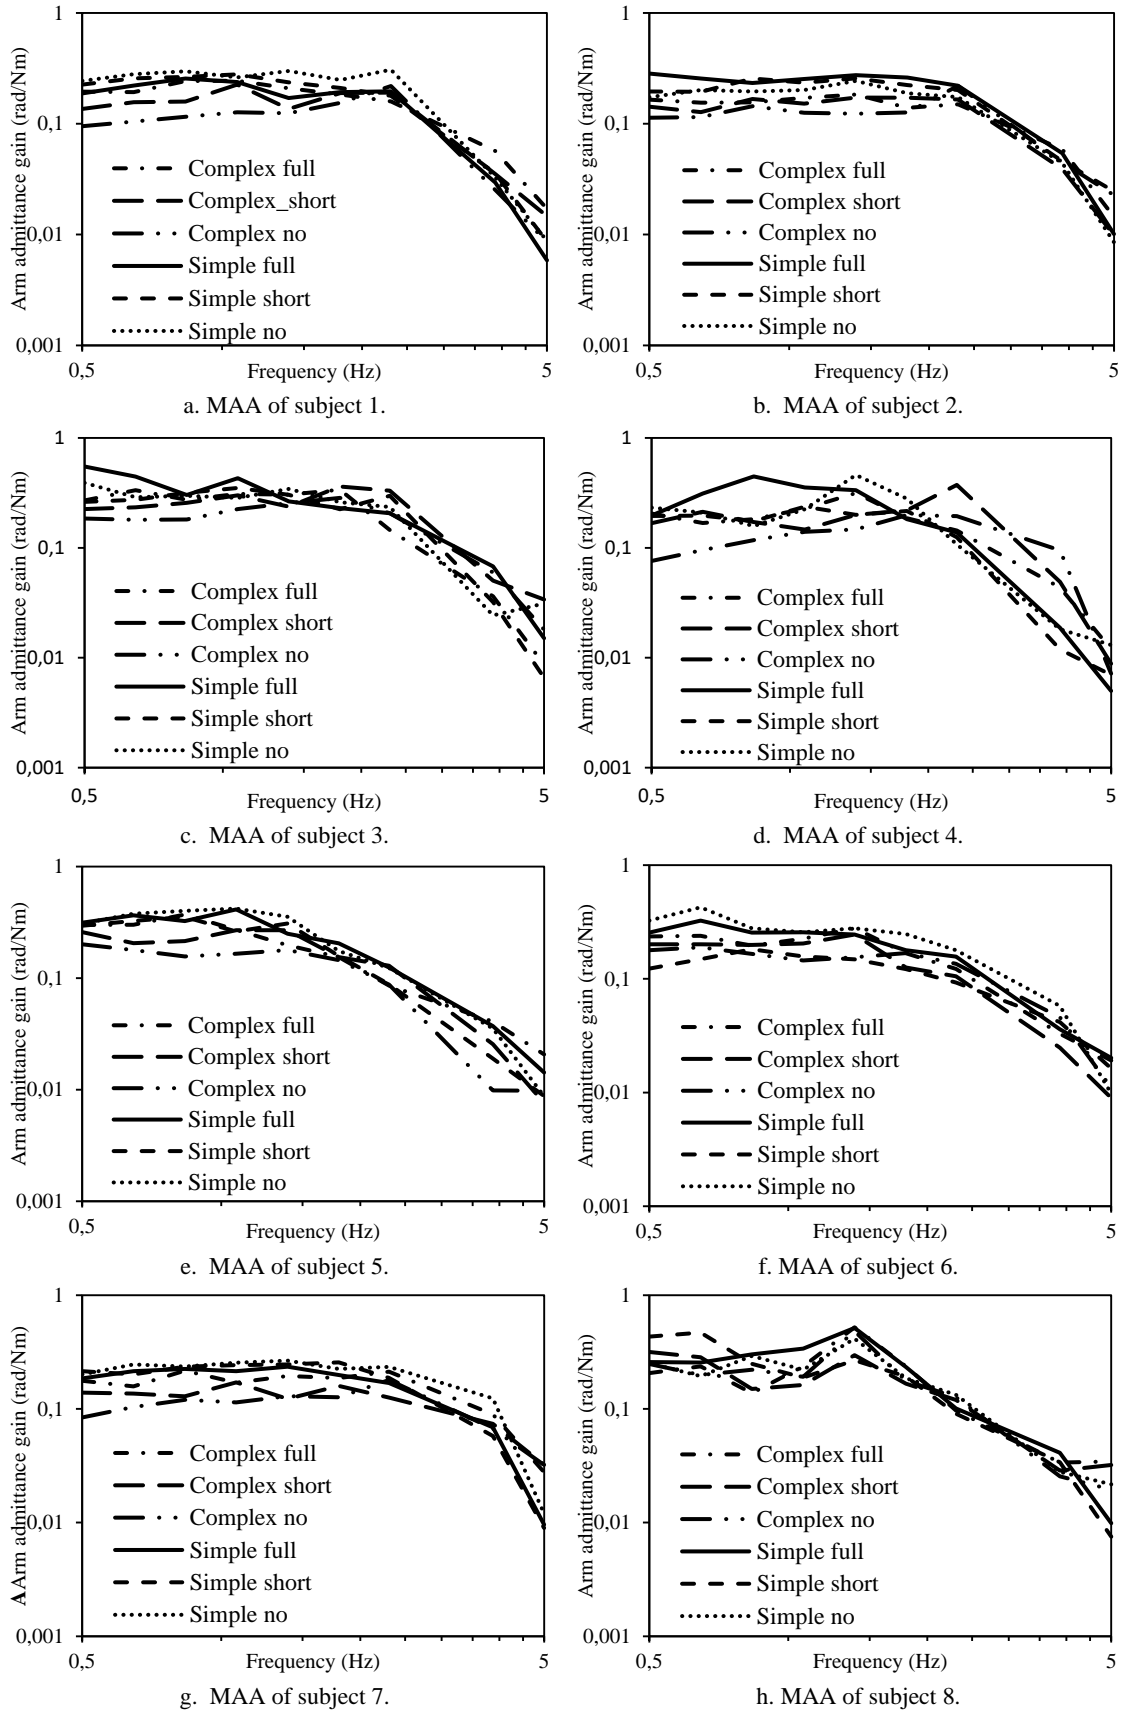 1
0,1
0,01
0,001
Arm admittance gain (rad/Nm)
Complex full
Complex_short
Complex no
Simple full
Simple short
Simple no
0,5
Frequency (Hz)
5
a. MAA of subject 1.
1
0,1
0,01
0,001
Arm admittance gain (rad/Nm)
Complex full
Complex short
Complex no
Simple full
Simple short
Simple no
0,5
Frequency (Hz)
5
b. MAA of subject 2.
1
0,1
0,01
0,001
Arm admittance gain (rad/Nm)
Complex full
Complex short
Complex no
Simple full
Simple short
Simple no
0,5
Frequency (Hz)
5
c. MAA of subject 3.
1
0,1
0,01
0,001
Arm admittance gain (rad/Nm)
Complex full
Complex short
Complex no
Simple full
Simple short
Simple no
0,5
Frequency (Hz)
5
d. MAA of subject 4.
1
0,1
0,01
0,001
Arm admittance gain (rad/Nm)
Complex full
Complex short
Complex no
Simple full
Simple short
Simple no
0,5
Frequency (Hz)
5
e. MAA of subject 5.
1
0,1
0,01
0,001
Arm admittance gain (rad/Nm)
Complex full
Complex short
Complex no
Simple full
Simple short
Simple no
0,5
Frequency (Hz)
5
f. MAA of subject 6.
1
0,1
0,01
0,001
AArm admittance gain (rad/Nm)
Complex full
Complex short
Complex no
Simple full
Simple short
Simple no
0,5
Frequency (Hz)
5
g. MAA of subject 7.
1
0,1
0,01
0,001
Arm admittance gain (rad/Nm)
Complex full
Complex short
Complex no
Simple full
Simple short
Simple no
0,5
Frequency (Hz)
5
h. MAA of subject 8.